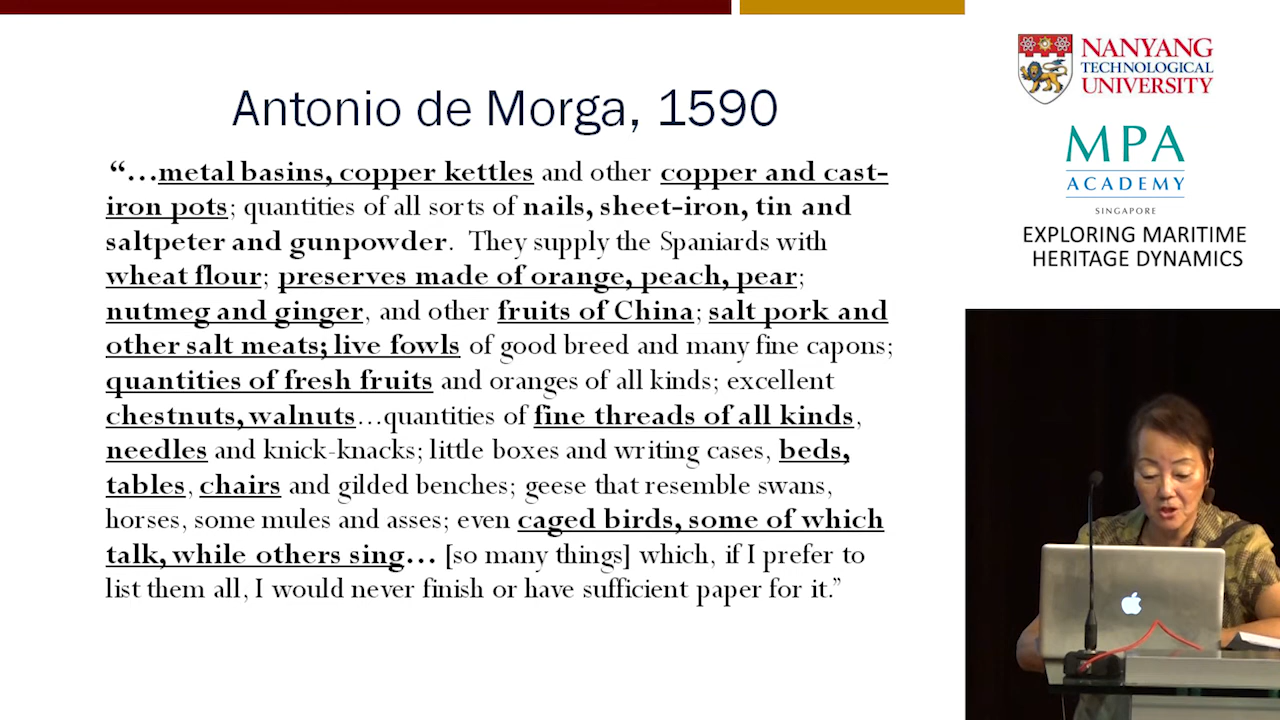 Antonio de Morga, 1590
“…metal basins, copper kettles and other copper and cast-
iron pots; quantities of all sorts of nails, sheet-iron, tin and
saltpeter and gunpowder. They supply the Spaniards with
wheat flour; preserves made of orange, peach, pear;
nutmeg and ginger, and other fruits of China; salt pork and
other salt meats; live fowls of good breed and many fine capons;
quantities of fresh fruits and oranges of all kinds; excellent
chestnuts, walnuts…quantities of fine threads of all kinds,
needles and knick-knacks; little boxes and writing cases, beds,
tables, chairs and gilded benches; geese that resemble swans,
horses, some mules and asses; even caged birds, some of which
talk, while others sing… [so many things] which, if I prefer to
list them all, I would never finish or have sufficient paper for it.”
NANYANG
TECHNOLOGICAL
UNIVERSITY
MPA
ACADEMY
SINGAPORE
EXPLORING MARITIME
HERITAGE DYNAMICS